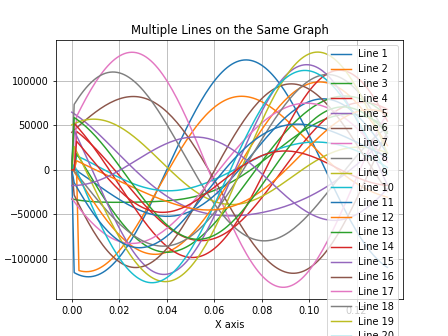 Multiple Lines on the Same Graph
100000
50000
0
−50000
−100000
0.00 0.02 0.04 0.06 0.08 0.10
X axis
Line 1
Line 2
Line 3
Line 4
Line 5
Line 6
Line 7
Line 8
Line 9
Line 10
Line 11
Line 12
Line 13
Line 14
Line 15
Line 16
Line 17
Line 18
Line 19
Line 20